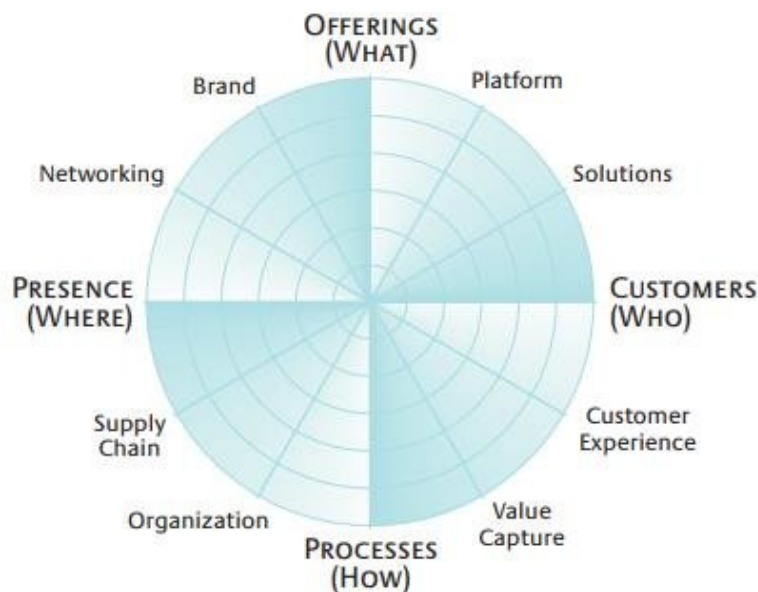 OFFERINGS
(WHAT)
Brand
Platform
Networking
Solutions
PRESENCE
(WHERE)
CUSTOMERS
(WHO)
Supply
Chain
Customer
Experience
Organization
Value
Capture
PROCESSES
(HOW)